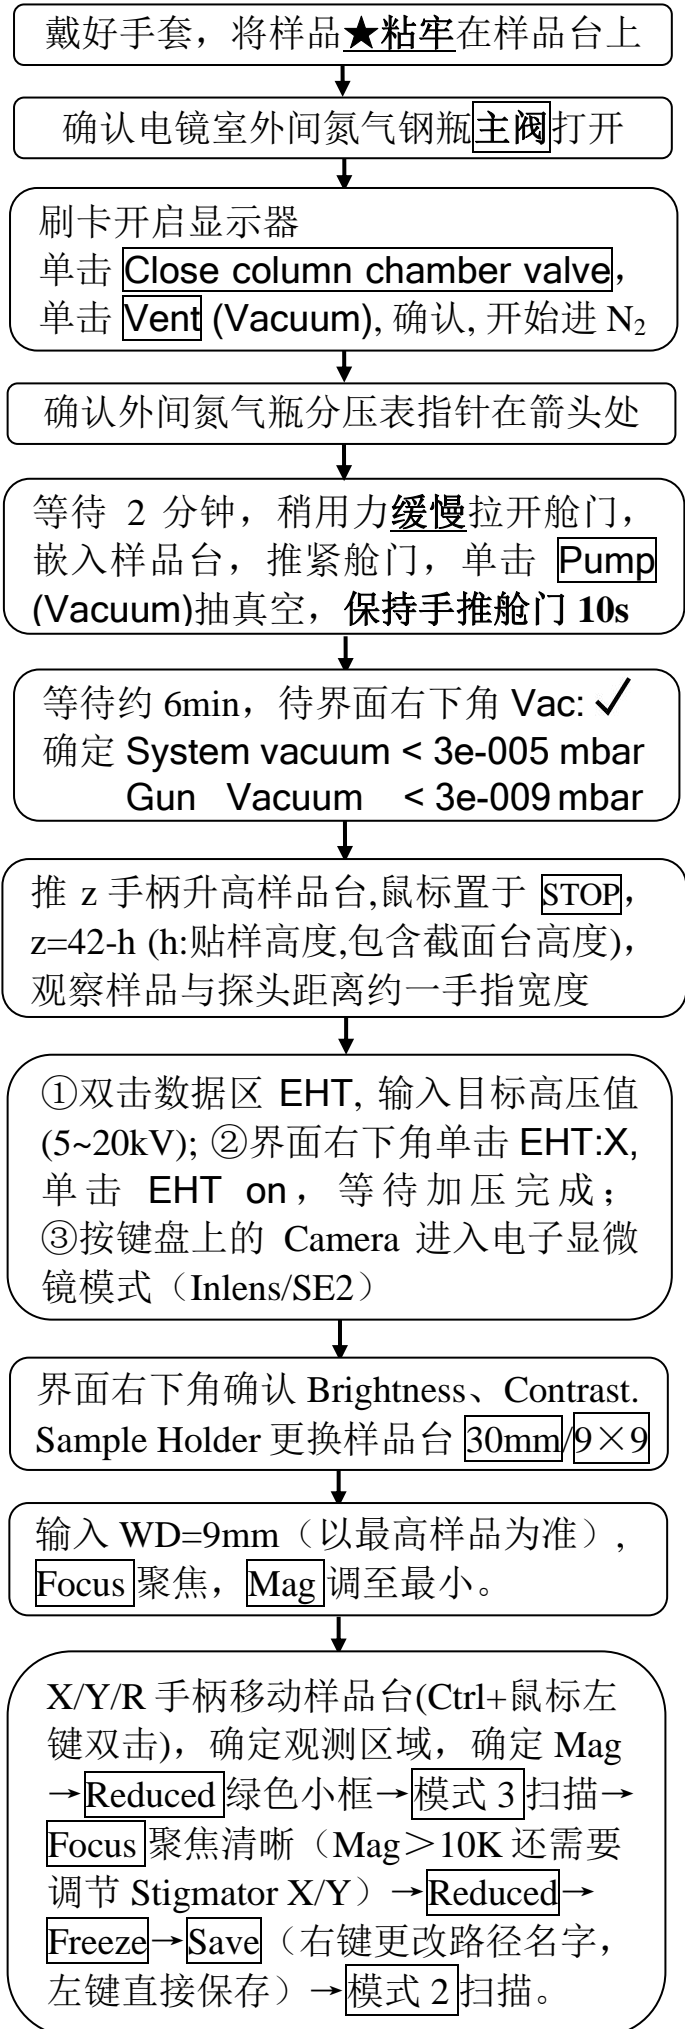 戴好手套，将样品★粘牢在样品台上
确认电镜室外间氮气钢瓶主阀打开
刷卡开启显示器
单击 Close column chamber valve，
单击 Vent (Vacuum), 确认, 开始进 N₂
确认外间氮气瓶分压表指针在箭头处
等待 2 分钟，稍用力缓慢拉开舱门，
嵌入样品台，推紧舱门，单击 Pump
(Vacuum)抽真空，保持手推舱门 10s
等待约 6min，待界面右下角 Vac: ✓
确定 System vacuum < 3e-005 mbar
Gun Vacuum < 3e-009 mbar
推 z 手柄升高样品台,鼠标置于 STOP，
z=42-h (h:贴样高度,包含截面台高度)，
观察样品与探头距离约一手指宽度
①双击数据区 EHT, 输入目标高压值
(5~20kV); ②界面右下角单击 EHT:X,
单击 EHT on，等待加压完成；
③按键盘上的 Camera 进入电子显微
镜模式（Inlens/SE2）
界面右下角确认 Brightness、Contrast.
Sample Holder 更换样品台 30mm/9×9
输入 WD=9mm（以最高样品为准）,
Focus 聚焦，Mag 调至最小。
X/Y/R 手柄移动样品台(Ctrl+鼠标左
键双击)，确定观测区域，确定 Mag
→Reduced 绿色小框→模式 3 扫描→
Focus 聚焦清晰（Mag＞10K 还需要
调节 Stigmator X/Y）→Reduced→
Freeze→Save（右键更改路径名字，
左键直接保存）→模式 2 扫描。